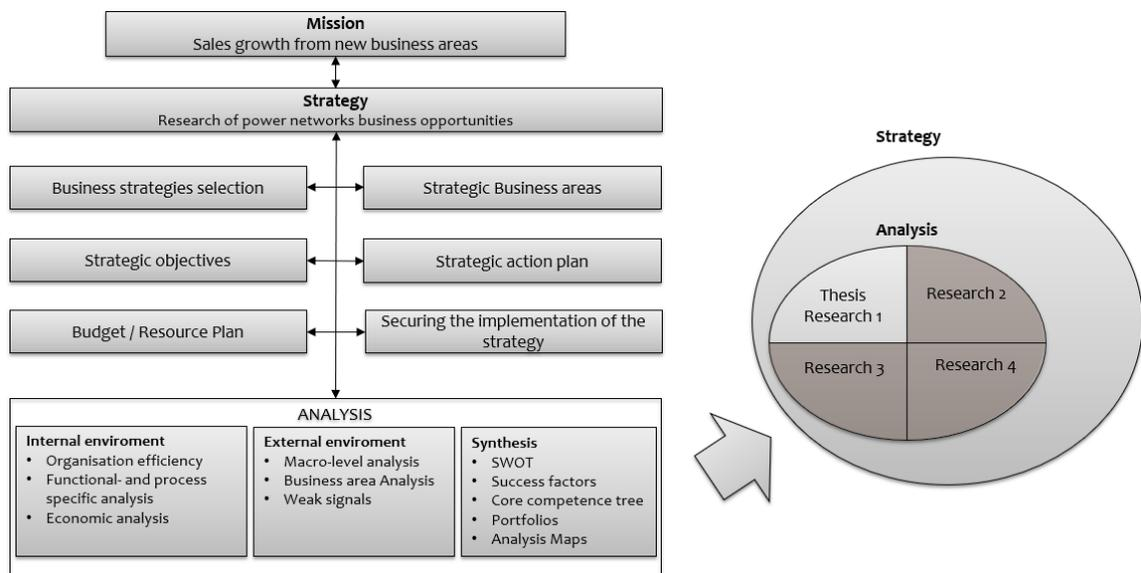 Mission
Sales growth from new business areas
Strategy
Research of power networks business opportunities
Business strategies selection
Strategic Business areas
Strategic objectives
Strategic action plan
Budget / Resource Plan
Securing the implementation of the
strategy
ANALYSIS
Internal enviroment
• Organisation efficiency
• Functional- and process
specific analysis
• Economic analysis
External enviroment
• Macro-level analysis
• Business area Analysis
• Weak signals
Synthesis
• SWOT
• Success factors
• Core competence tree
• Portfolios
• Analysis Maps
Strategy
Analysis
Thesis
Research 1
Research 2
Research 3
Research 4